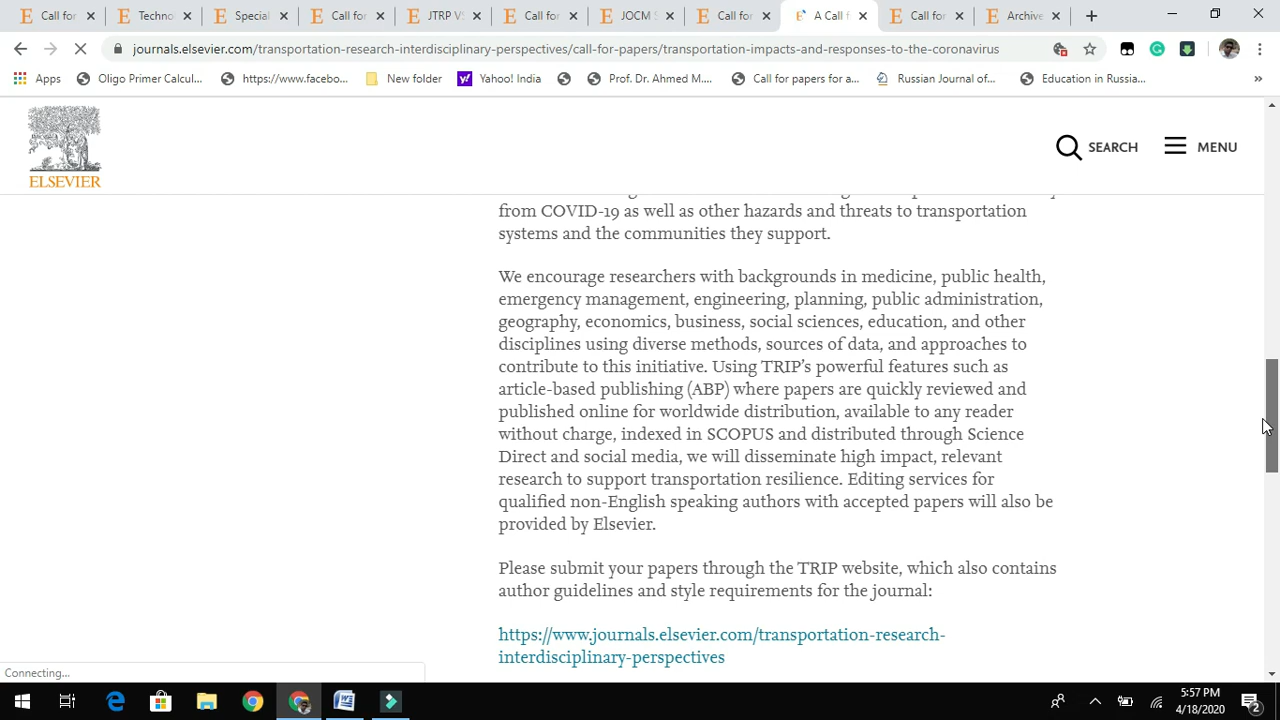 Call for
Techno
Special
Call for
JTRP VS
Call for
JOCM S
Call for
A Call f
Call for
Archive
journals.elsevier.com/transportation-research-interdisciplinary-perspectives/call-for-papers/transportation-impacts-and-responses-to-the-coronavirus
Apps
Oligo Primer Calcul...
https://www.facebo...
New folder
Yahoo! India
Prof. Dr. Ahmed M....
Call for papers for a...
Russian Journal of...
Education in Russia...
»
ELSEVIER
SEARCH
MENU
from COVID-19 as well as other hazards and threats to transportation
systems and the communities they support.
We encourage researchers with backgrounds in medicine, public health,
emergency management, engineering, planning, public administration,
geography, economics, business, social sciences, education, and other
disciplines using diverse methods, sources of data, and approaches to
contribute to this initiative. Using TRIP's powerful features such as
article-based publishing (ABP) where papers are quickly reviewed and
published online for worldwide distribution, available to any reader
without charge, indexed in SCOPUS and distributed through Science
Direct and social media, we will disseminate high impact, relevant
research to support transportation resilience. Editing services for
qualified non-English speaking authors with accepted papers will also be
provided by Elsevier.
Please submit your papers through the TRIP website, which also contains
author guidelines and style requirements for the journal:
https://www.journals.elsevier.com/transportation-research-
interdisciplinary-perspectives
Connecting...
5:57 PM
4/18/2020
2